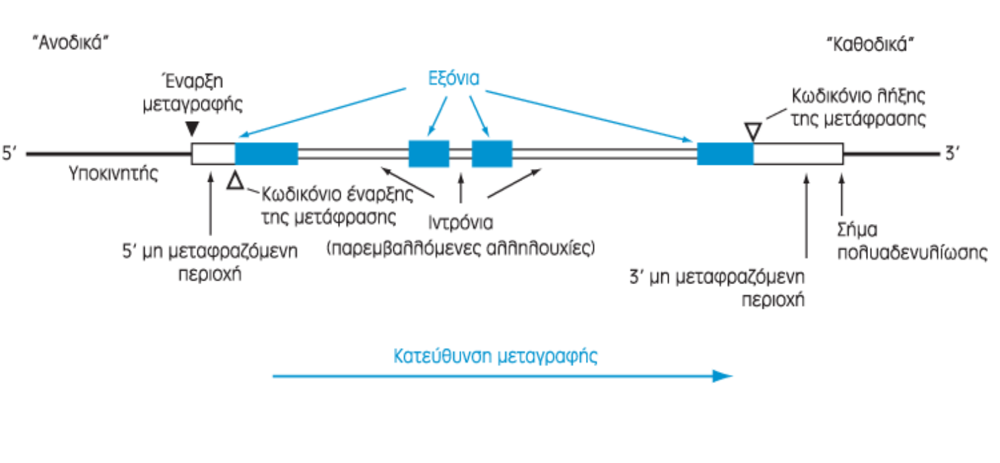 "Ανοδικά"
"Καθοδικά"
Έναρξη
μεταγραφής
Εξόνια
Κωδικόνιο λήξης
της μετάφρασης
5′
3′
Υποκινητής
Κωδικόνιο έναρξης
της μετάφρασης
Ιντρόνια
(παρεμβαλλόμενες αλληλουχίες)
5′ μη μεταφραζόμενη
περιοχή
Σήμα
πολυαδενυλίωσης
3′ μη μεταφραζόμενη
περιοχή
Κατεύθυνση μεταγραφής